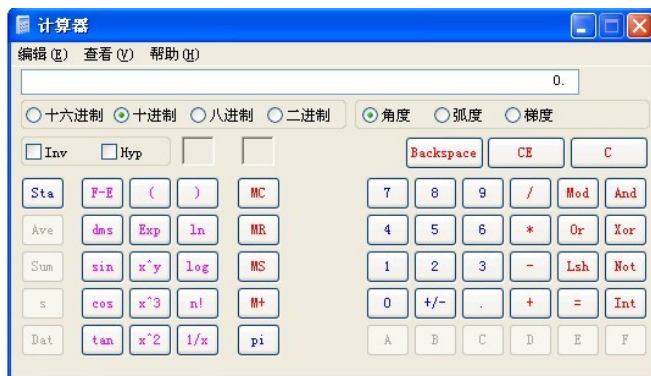 计算器
编辑(E) 查看(V) 帮助(H)
0.
十六进制 十进制 八进制 二进制 角度 弧度 梯度
Inv Hyp Backspace CE C
Sta F-E ( ) MC 7 8 9 / Mod And
Ave dms Exp ln MR 4 5 6 * Or Xor
Sum sin x^y log MS 1 2 3 - Lsh Not
s cos x^3 n! M+ 0 +/- . + = Int
Dat tan x^2 1/x pi A B C D E F